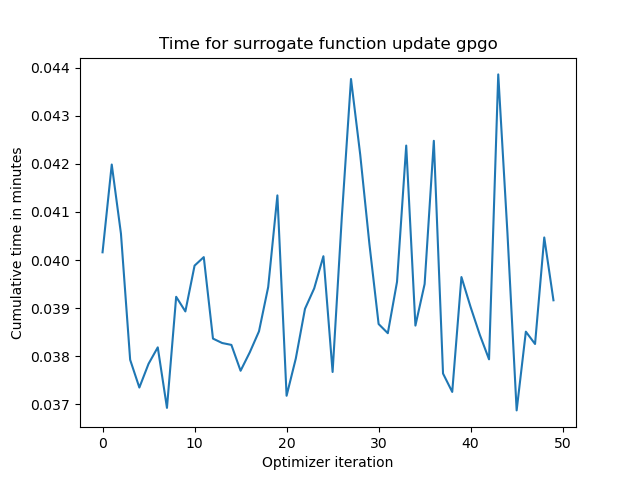 Time for surrogate function update gpgo
Cumulative time in minutes
0.044
0.043
0.042
0.041
0.040
0.039
0.038
0.037
0 10 20 30 40 50
Optimizer iteration